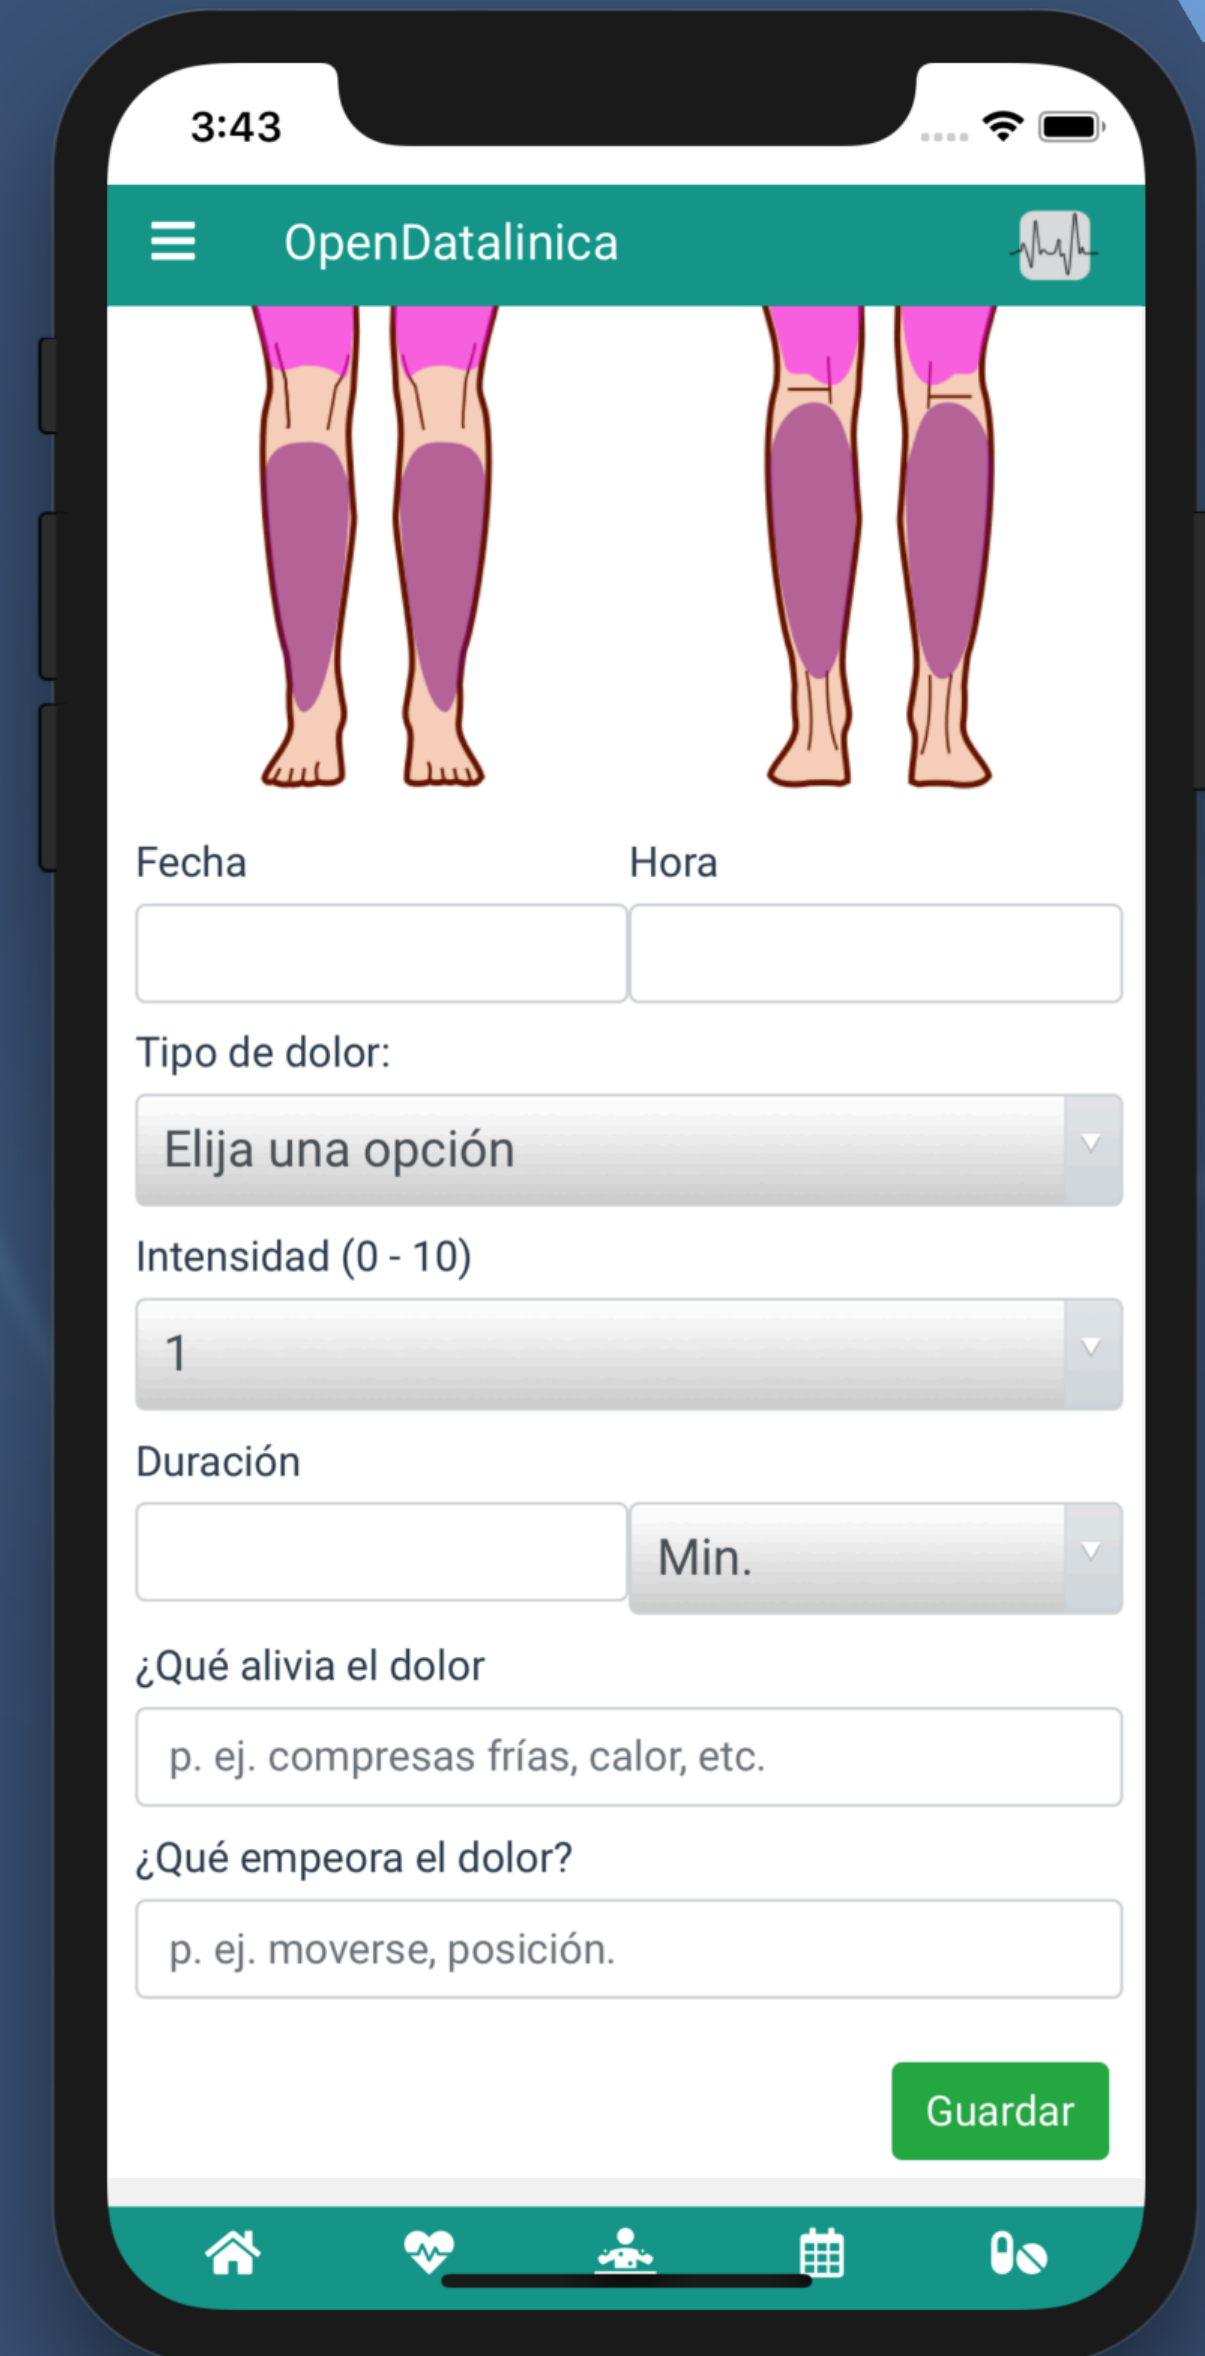 3:43
OpenDatalinica
Fecha
Hora
Tipo de dolor:
Elija una opción
Intensidad (0 - 10)
1
Duración
Min.
¿Qué alivia el dolor
p. ej. compresas frías, calor, etc.
¿Qué empeora el dolor?
p. ej. moverse, posición.
Guardar